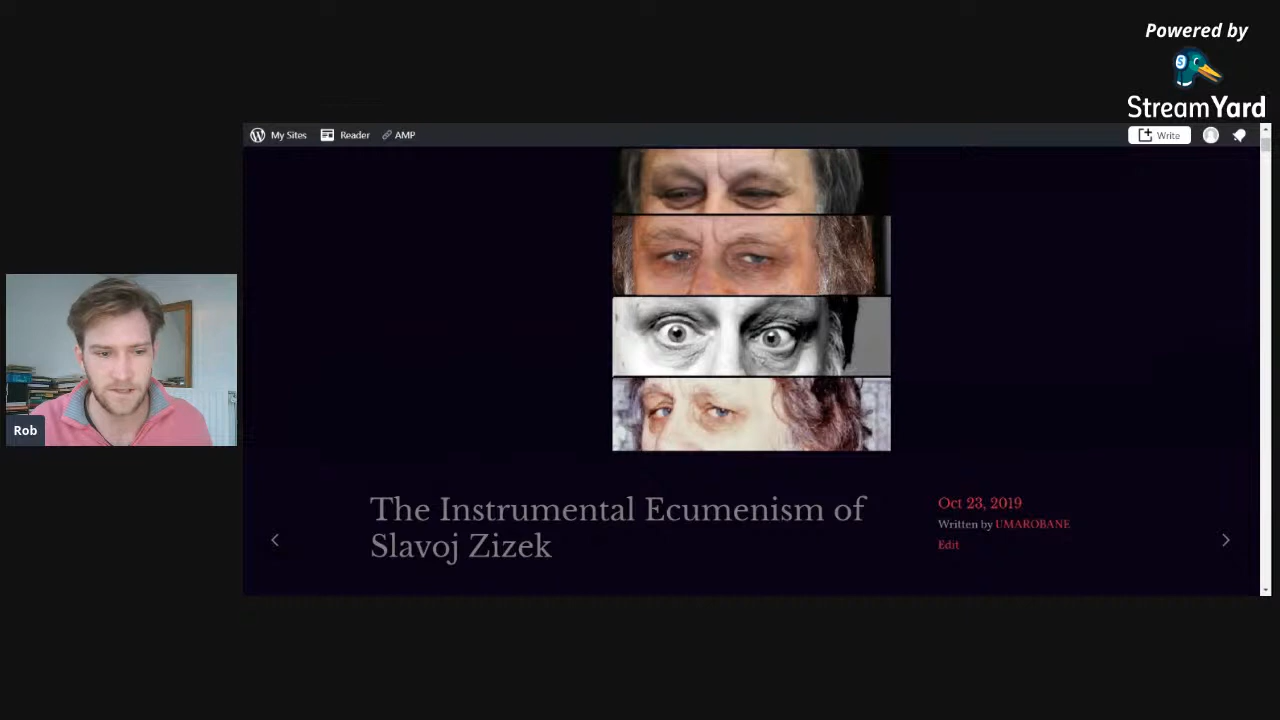 Powered by
StreamYard
My Sites
Reader
AMP
Write
Rob
The Instrumental Ecumenism of
Slavoj Zizek
Oct 23, 2019
Written by UMAROBANE
Edit